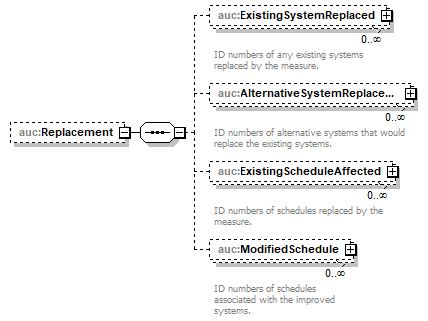 auc:ExistingSystemReplaced
0..∞
ID numbers of any existing systems
replaced by the measure.
auc:AlternativeSystemReplace...
0..∞
ID numbers of alternative systems that would
replace the existing systems.
auc:Replacement
auc:ExistingScheduleAffected
0..∞
ID numbers of schedules replaced by the
measure.
auc:ModifiedSchedule
0..∞
ID numbers of schedules
associated with the improved
systems.